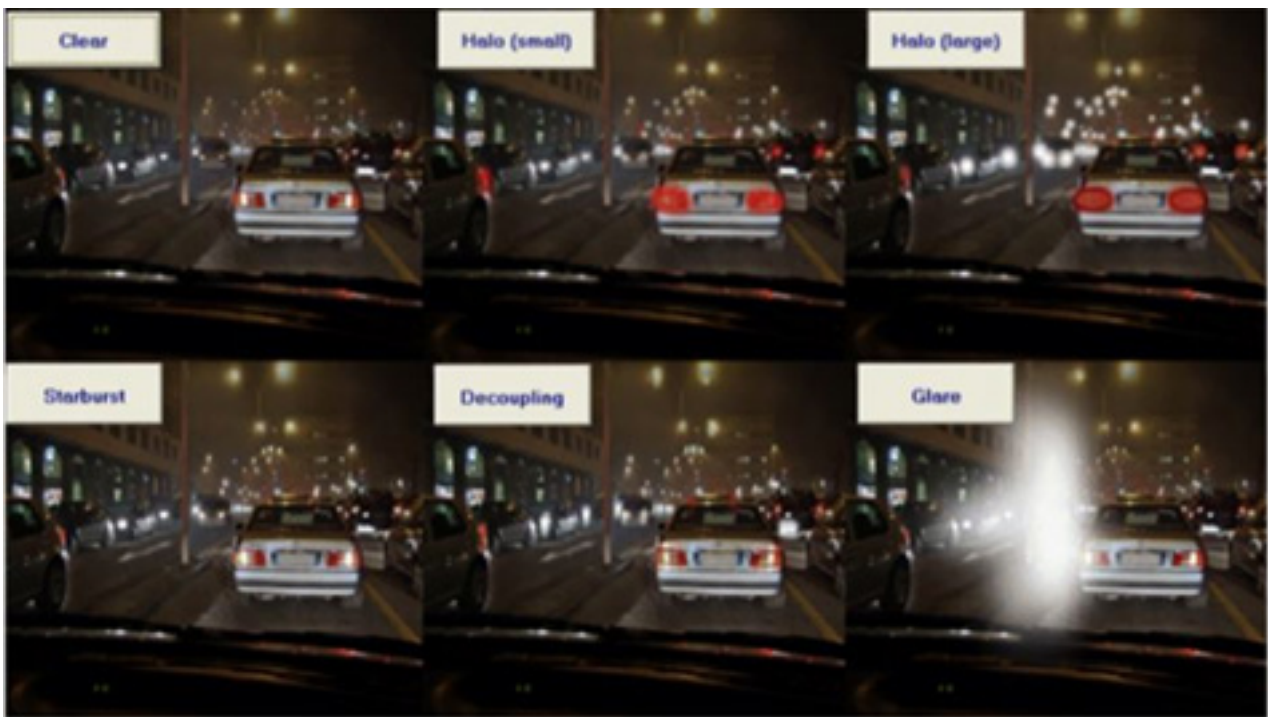 Clear
Halo (small)
Halo (large)
Starburst
Decoupling
Glare